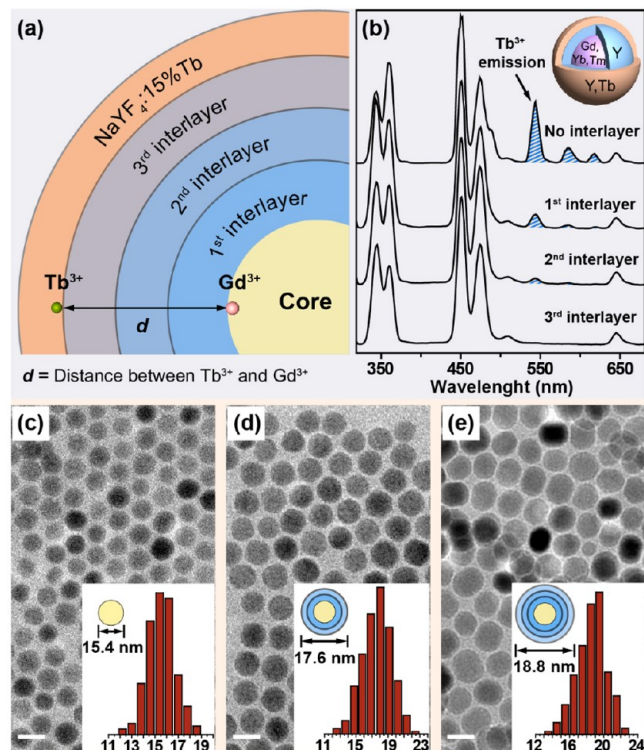 (a)
NaYF4:15%Tb
3rd interlayer
2nd interlayer
1st interlayer
Tb3+
Gd3+
Core
d
d = Distance between Tb3+ and Gd3+
(b)
Tb3+
emission
Gd,
Yb,Tm
Y
Y,Tb
No interlayer
1st interlayer
2nd interlayer
3rd interlayer
350 450 550 650
Wavelenght (nm)
(c)
15.4 nm
11 13 15 17 19
(d)
17.6 nm
11 15 19 23
(e)
18.8 nm
12 16 20